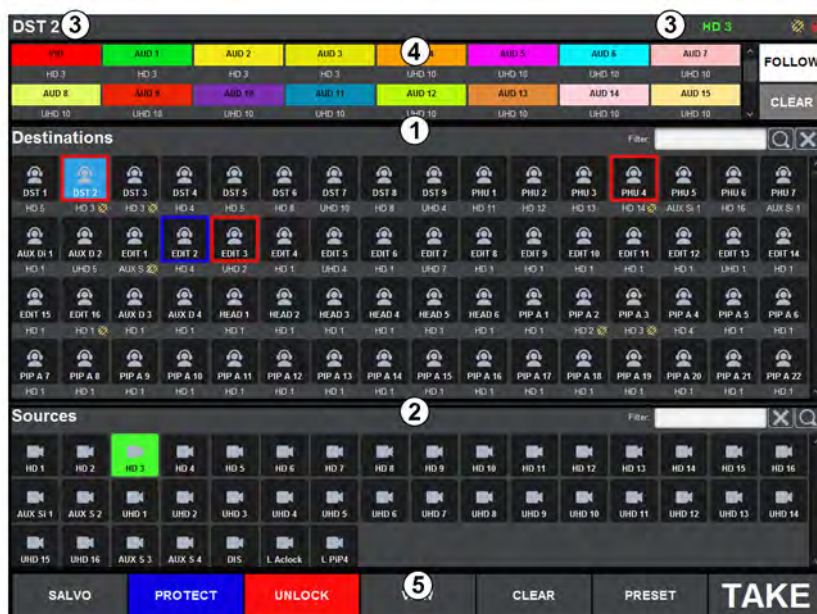 DST 2 3 3 HD 3
VID AUD 1 AUD 2 AUD 3 4 AUD 5 AUD 6 AUD 7
HD 3 HD 3 HD 3 HD 3 UHD 10 UHD 10 UHD 10 UHD 10
FOLLOW
AUD 8 AUD 9 AUD 10 AUD 11 AUD 12 AUD 13 AUD 14 AUD 15
UHD 10 UHD 10 UHD 10 UHD 10 UHD 10 UHD 10 UHD 10 UHD 10
CLEAR
Destinations 1 Filter:
DST 1 DST 2 DST 3 DST 4 DST 5 DST 6 DST 7 DST 8 DST 9 PHU 1 PHU 2 PHU 3 PHU 4 PHU 5 PHU 6 PHU 7
HD 5 HD 3 HD 3 HD 4 HD 5 HD 8 UHD 10 HD 8 UHD 4 HD 11 HD 12 HD 13 HD 14 AUX Si 1 HD 16 AUX Si 1
AUX Di 1 AUX D 2 EDIT 1 EDIT 2 EDIT 3 EDIT 4 EDIT 5 EDIT 6 EDIT 7 EDIT 8 EDIT 9 EDIT 10 EDIT 11 EDIT 12 EDIT 13 EDIT 14
HD 1 UHD 5 AUX S 2 HD 4 UHD 2 HD 1 UHD 4 HD 1 UHD 7 HD 1 HD 1 HD 1 HD 1 HD 1 UHD 1 HD 1
EDIT 15 EDIT 16 AUX D 3 AUX D 4 HEAD 1 HEAD 2 HEAD 3 HEAD 4 HEAD 5 HEAD 6 PIP A 1 PIP A 2 PIP A 3 PIP A 4 PIP A 5 PIP A 6
HD 1 HD 1 HD 1 HD 1 HD 1 HD 1 HD 1 HD 1 HD 1 HD 1 HD 1 HD 2 HD 3 HD 4 HD 1 HD 1
PIP A 7 PIP A 8 PIP A 9 PIP A 10 PIP A 11 PIP A 12 PIP A 13 PIP A 14 PIP A 15 PIP A 16 PIP A 17 PIP A 18 PIP A 19 PIP A 20 PIP A 21 PIP A 22
HD 1 HD 1 HD 1 HD 1 HD 1 HD 1 HD 1 HD 1 HD 1 HD 1 HD 1 HD 1 HD 1 HD 1 HD 1 HD 1
Sources 2 Filter:
HD 1 HD 2 HD 3 HD 4 HD 5 HD 6 HD 7 HD 8 HD 9 HD 10 HD 11 HD 12 HD 13 HD 14 HD 15 HD 16
AUX Si 1 AUX S 2 UHD 1 UHD 2 UHD 3 UHD 4 UHD 5 UHD 6 UHD 7 UHD 8 UHD 9 UHD 10 UHD 11 UHD 12 UHD 13 UHD 14
UHD 15 UHD 16 AUX S 3 AUX S 4 DIS L Aclock L PiP4
SALVO PROTECT UNLOCK 5 CLEAR PRESET TAKE